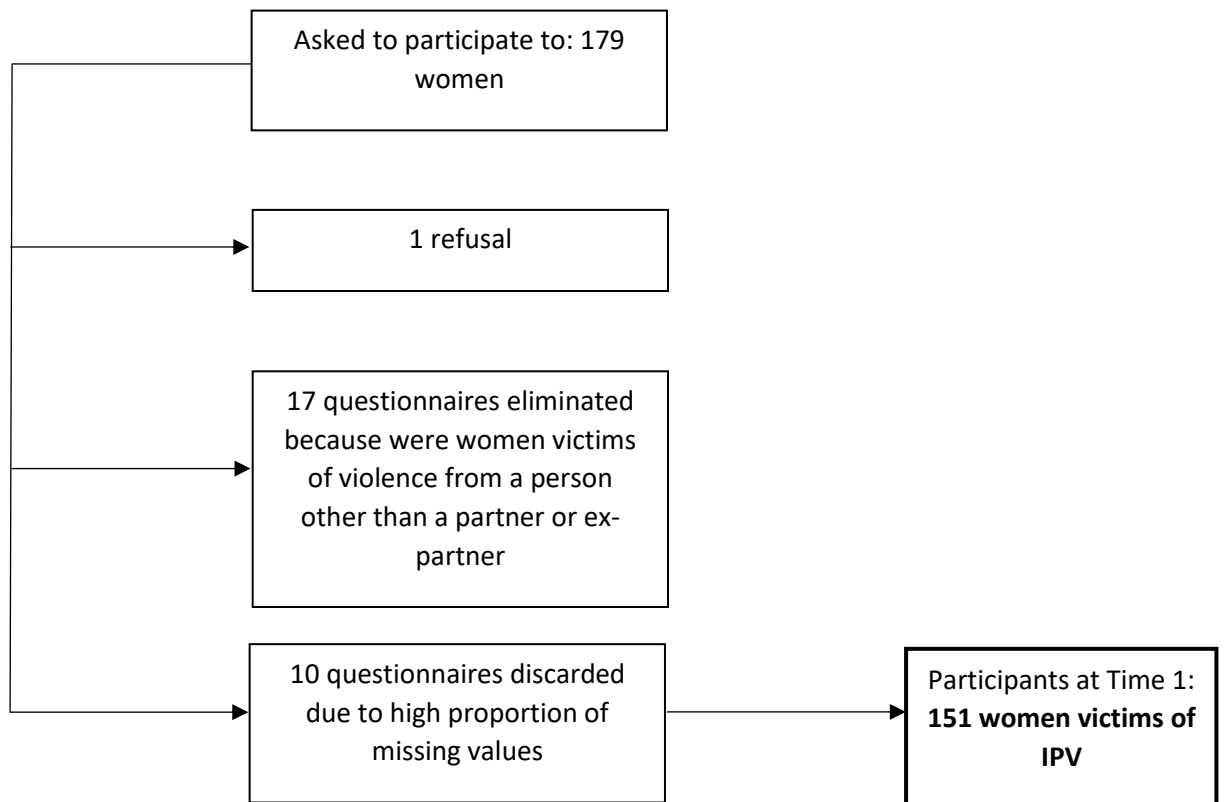 Asked to participate to: 179
women
1 refusal
17 questionnaires eliminated
because were women victims
of violence from a person
other than a partner or ex-
partner
10 questionnaires discarded
due to high proportion of
missing values
Participants at Time 1:
151 women victims of
IPV